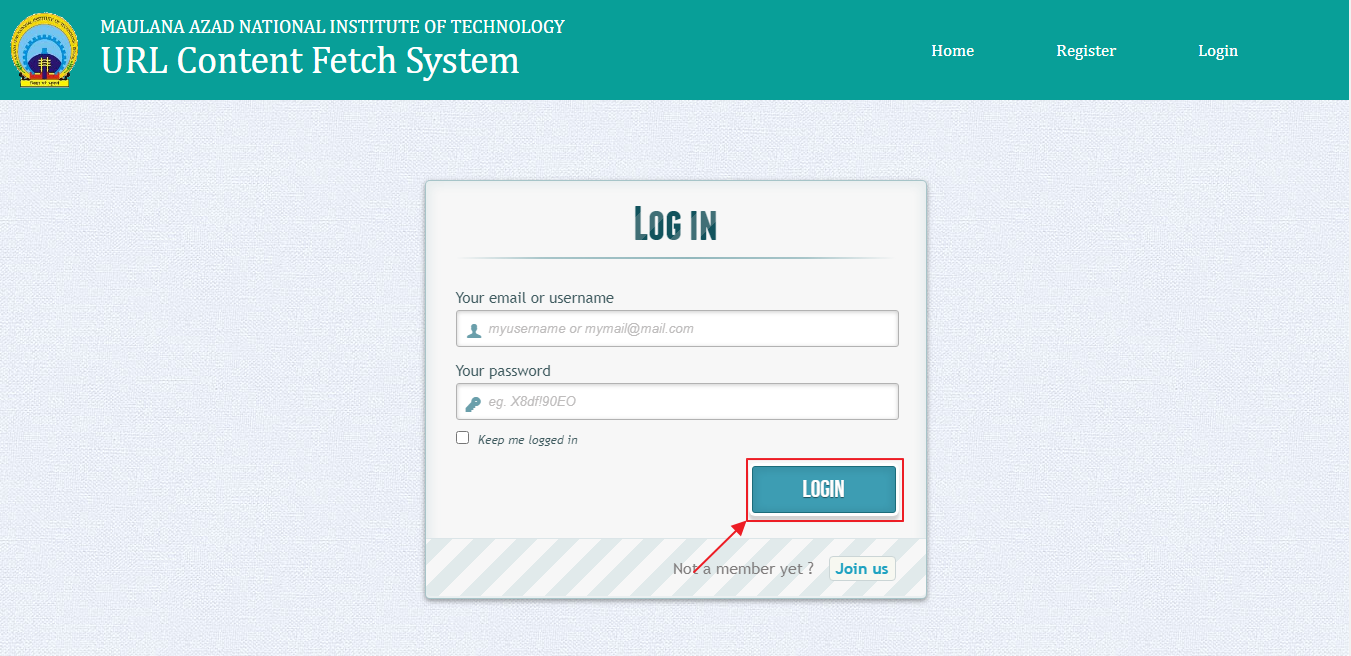 MAULANA AZAD NATIONAL INSTITUTE OF TECHNOLOGY
URL Content Fetch System
Home Register Login
LOG IN
Your email or username
myusername or mymail@mail.com
Your password
eg. X8df!90EO
Keep me logged in
LOGIN
Not a member yet ? Join us